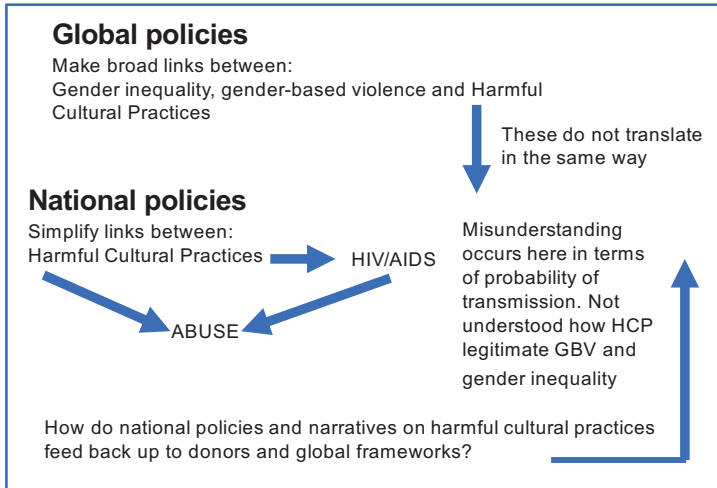 Global policies
Make broad links between:
Gender inequality, gender-based violence and Harmful
Cultural Practices
These do not translate
in the same way
National policies
Simplify links between:
Harmful Cultural Practices
HIV/AIDS
ABUSE
Misunderstanding
occurs here in terms
of probability of
transmission. Not
understood how HCP
legitimate GBV and
gender inequality
How do national policies and narratives on harmful cultural practices
feed back up to donors and global frameworks?